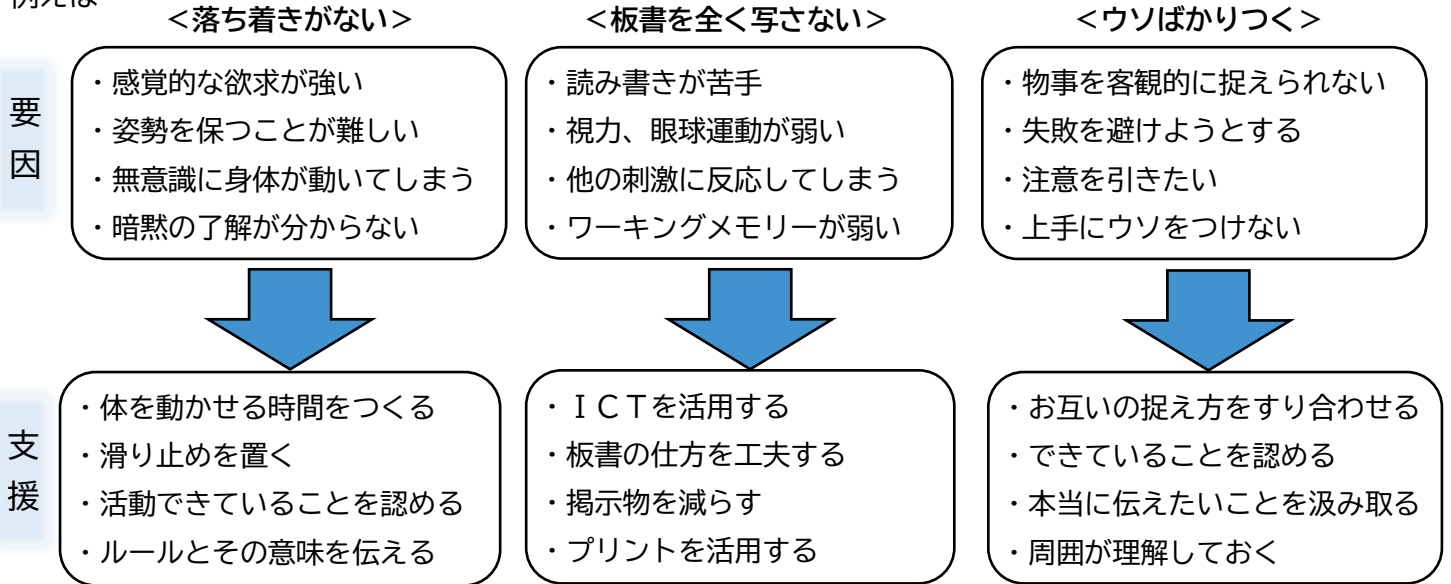 例えば
＜落ち着きがない＞
要因
・感覚的な欲求が強い
・姿勢を保つことが難しい
・無意識に身体が動いてしまう
・暗黙の了解が分からない
支援
・体を動かせる時間をつくる
・滑り止めを置く
・活動できていることを認める
・ルールとその意味を伝える
＜板書を全く写さない＞
・読み書きが苦手
・視力、眼球運動が弱い
・他の刺激に反応してしまう
・ワーキングメモリーが弱い
・ＩＣＴを活用する
・板書の仕方を工夫する
・掲示物を減らす
・プリントを活用する
＜ウソばかりつく＞
・物事を客観的に捉えられない
・失敗を避けようとする
・注意を引きたい
・上手にウソをつけない
・お互いの捉え方をすり合わせる
・できていることを認める
・本当に伝えたいことを汲み取る
・周囲が理解しておく